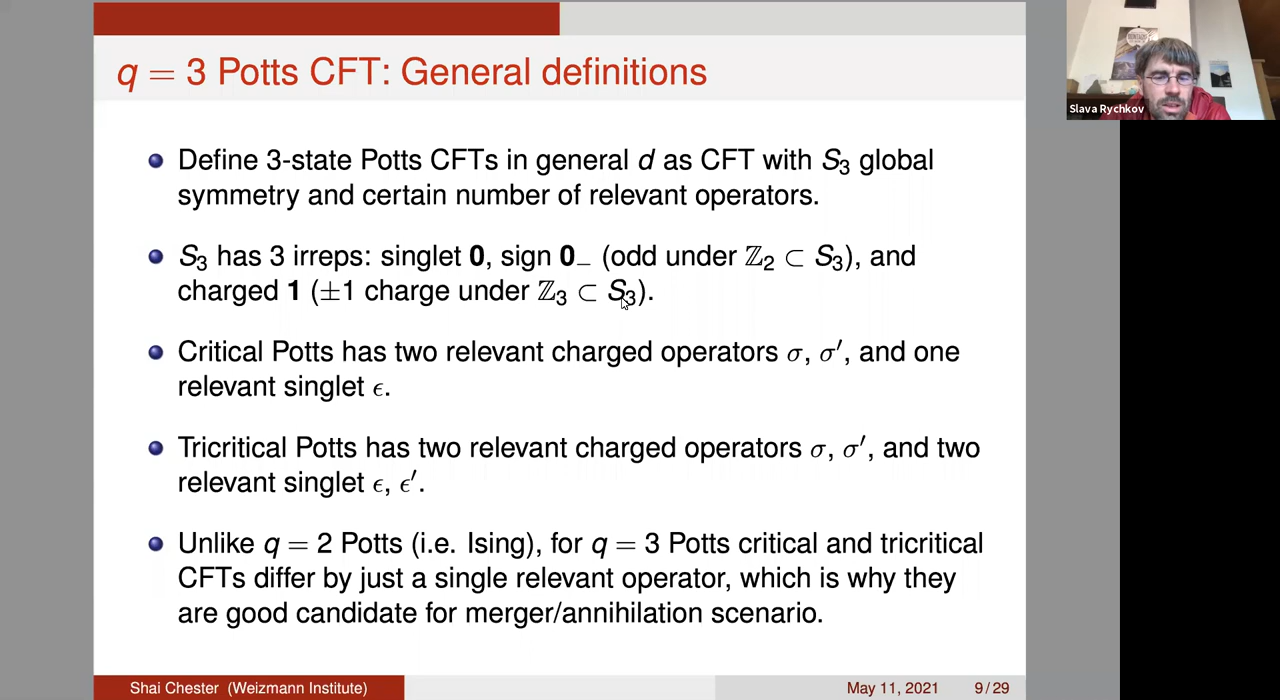 q = 3 Potts CFT: General definitions
Slava Rychkov
Define 3-state Potts CFTs in general d as CFT with S₃ global
symmetry and certain number of relevant operators.
S₃ has 3 irreps: singlet 0, sign 0₋ (odd under ℤ₂ ⊂ S₃), and
charged 1 (±1 charge under ℤ₃ ⊂ S₃).
Critical Potts has two relevant charged operators σ, σ′, and one
relevant singlet ϵ.
Tricritical Potts has two relevant charged operators σ, σ′, and two
relevant singlet ϵ, ϵ′.
Unlike q = 2 Potts (i.e. Ising), for q = 3 Potts critical and tricritical
CFTs differ by just a single relevant operator, which is why they
are good candidate for merger/annihilation scenario.
Shai Chester (Weizmann Institute) May 11, 2021 9 / 29